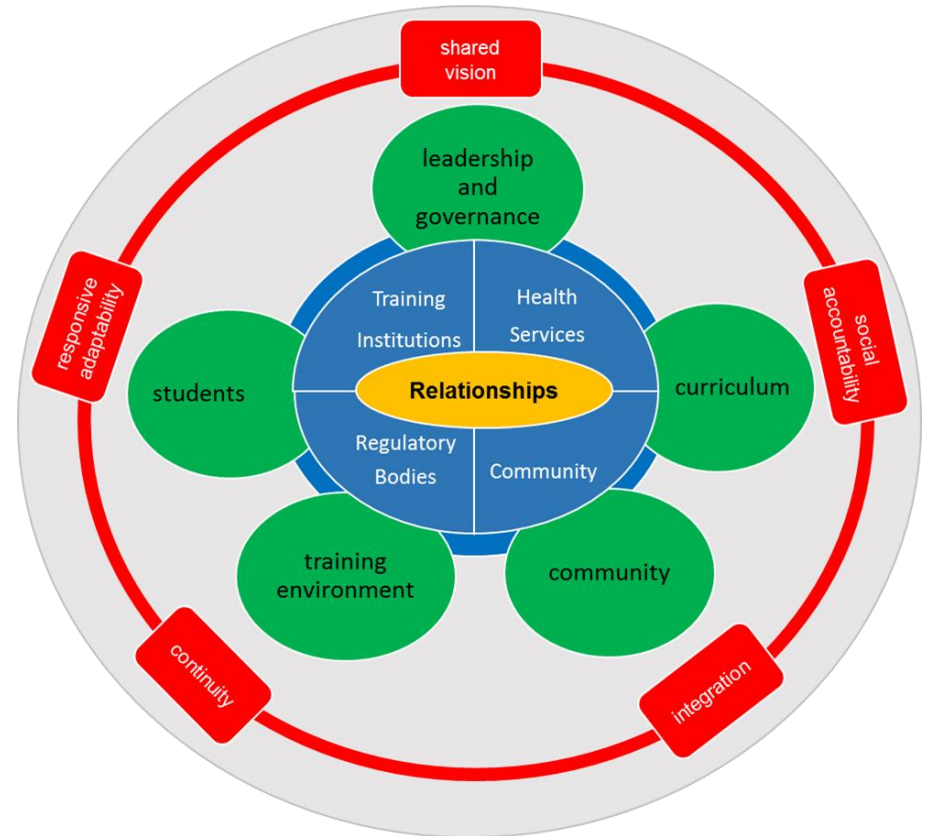 shared
vision
leadership
and
governance
responsive
adaptability
social
accountability
Training
Institutions
Health
Services
students
Relationships
curriculum
Regulatory
Bodies
Community
training
environment
community
continuity
integration